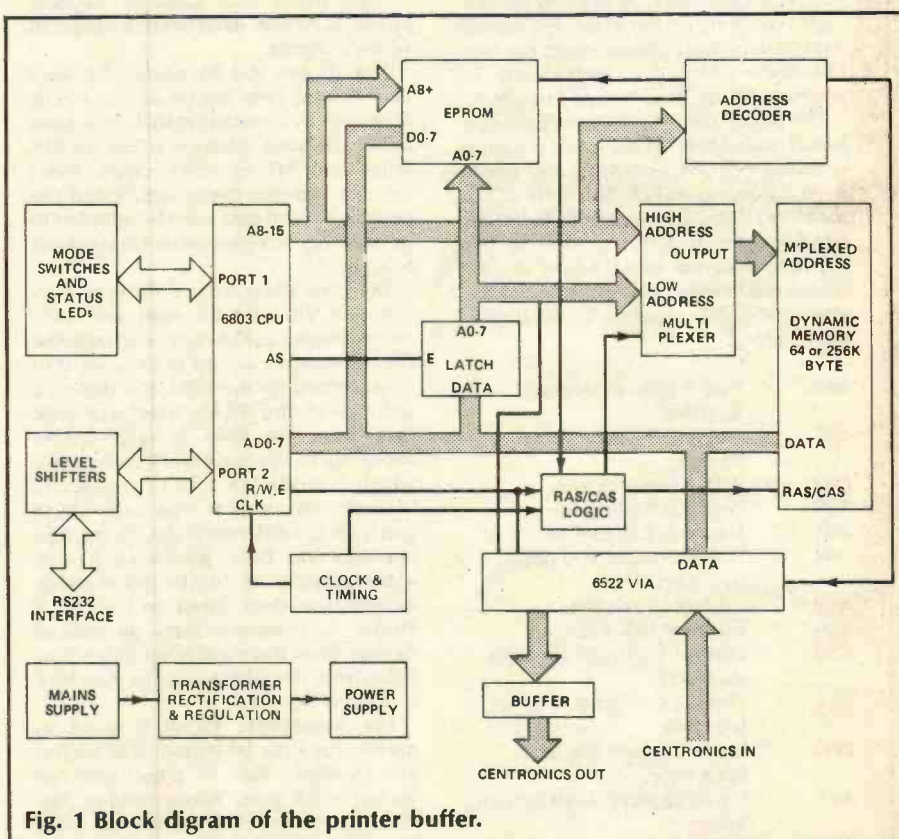 EPROM
A8+
D0-7
A0-7
ADDRESS
DECODER
MODE
SWITCHES
AND
STATUS
LEDs
A8-15
PORT 1
6803 CPU
AS
AD0-7
PORT 2
R/W,E
CLK
HIGH
ADDRESS
OUTPUT
LOW
ADDRESS
MULTI
PLEXER
M'PLEXED
ADDRESS
DYNAMIC
MEMORY
64 or 256K
BYTE
DATA
RAS/CAS
A0-7
E
LATCH
DATA
LEVEL
SHIFTERS
RS232
INTERFACE
RAS/CAS
LOGIC
CLOCK &
TIMING
DATA
6522 VIA
MAINS
SUPPLY
TRANSFORMER
RECTIFICATION
& REGULATION
POWER
SUPPLY
BUFFER
CENTRONICS OUT
CENTRONICS IN
Fig. 1 Block digram of the printer buffer.